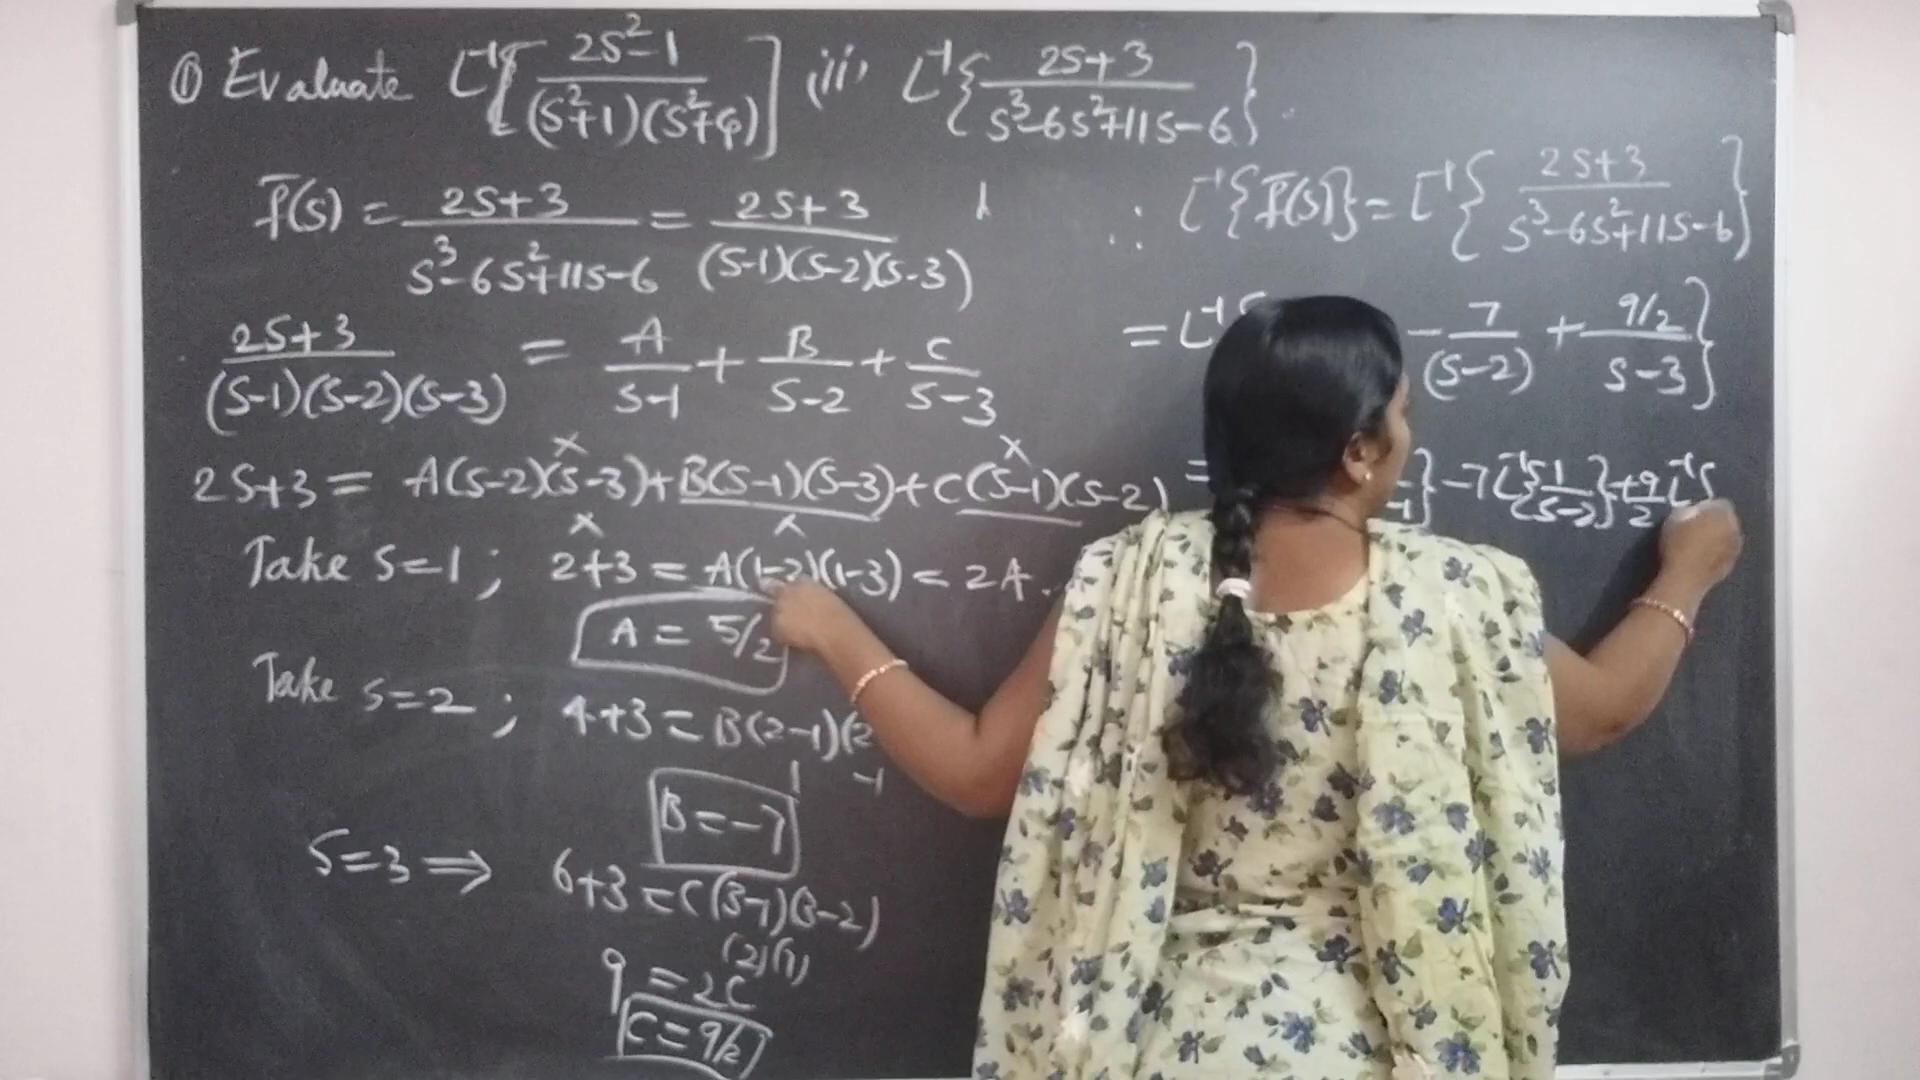 ① Evaluate L⁻¹[(2S²-1)/((S²+1)(S²+4))] (ii) L⁻¹{(2S+3)/(S³-6S²+11S-6)}
f̄(S) = (2S+3)/(S³-6S²+11S-6) = (2S+3)/((S-1)(S-2)(S-3))
(2S+3)/((S-1)(S-2)(S-3)) = A/(S-1) + B/(S-2) + C/(S-3)
2S+3 = A(S-2)(S-3)+B(S-1)(S-3)+C(S-1)(S-2)
Take S=1; 2+3 = A(1-2)(1-3) = 2A
A = 5/2
Take S=2; 4+3 = B(2-1)(2
1 -1
B = -7
S=3 ⇒ 6+3 = C(3-1)(3-2)
(2)(1)
9 = 2C
C = 9/2
∴ L⁻¹{f̄(S)} = L⁻¹{(2S+3)/(S³-6S²+11S-6)}
= L⁻¹{ - 7/(S-2) + (9/2)/(S-3)}
= -1} -7L⁻¹{1/(S-2)} + 9/2 L⁻¹{